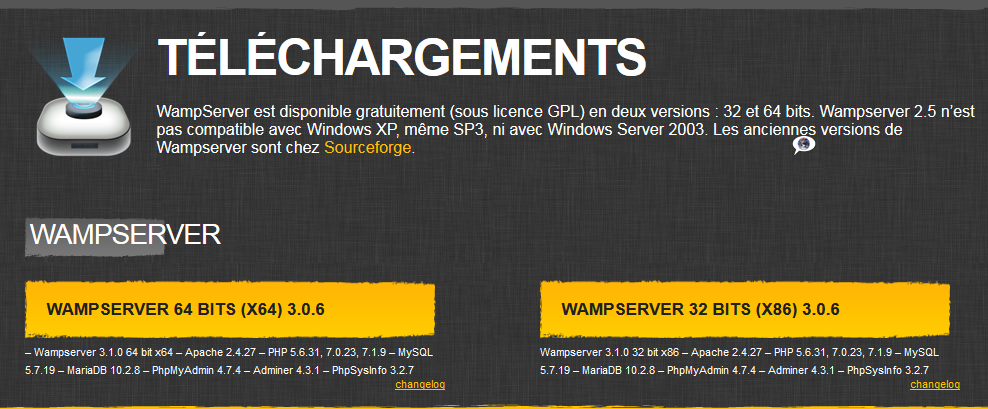 TÉLÉCHARGEMENTS
WampServer est disponible gratuitement (sous licence GPL) en deux versions : 32 et 64 bits. Wampserver 2.5 n'est
pas compatible avec Windows XP, même SP3, ni avec Windows Server 2003. Les anciennes versions de
Wampserver sont chez Sourceforge.
WAMPSERVER
WAMPSERVER 64 BITS (X64) 3.0.6
– Wampserver 3.1.0 64 bit x64 – Apache 2.4.27 – PHP 5.6.31, 7.0.23, 7.1.9 – MySQL
5.7.19 – MariaDB 10.2.8 – PhpMyAdmin 4.7.4 – Adminer 4.3.1 – PhpSysInfo 3.2.7
changelog
WAMPSERVER 32 BITS (X86) 3.0.6
Wampserver 3.1.0 32 bit x86 – Apache 2.4.27 – PHP 5.6.31, 7.0.23, 7.1.9 – MySQL
5.7.19 – MariaDB 10.2.8 – PhpMyAdmin 4.7.4 – Adminer 4.3.1 – PhpSysInfo 3.2.7
changelog